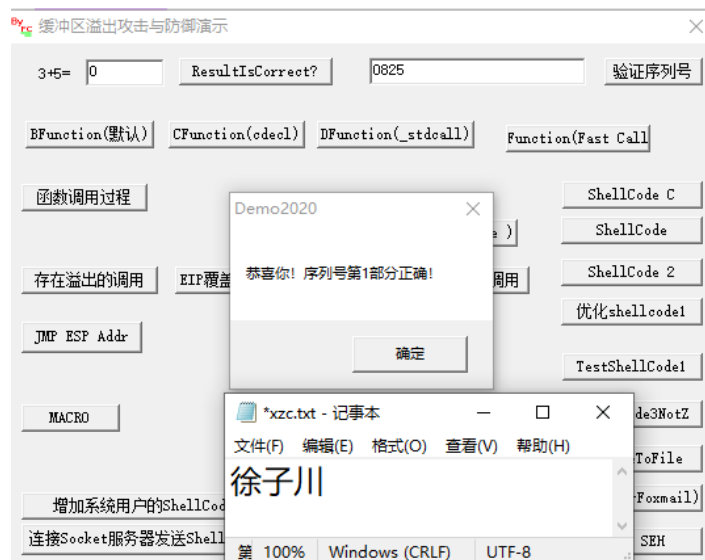 By rc 缓冲区溢出攻击与防御演示
3+5= 0 ResultIsCorrect? 0825 验证序列号
BFunction(默认) CFunction(cdecl) DFunction(_stdcall) Function(Fast Call
函数调用过程 ShellCode C
Demo2020
e ) ShellCode
恭喜你！序列号第1部分正确！
存在溢出的调用 EIP覆盖 调用 ShellCode 2
优化shellcode1
JMP ESP Addr
确定
TestShellCode1
*xzc.txt - 记事本
MACRO de3NotZ
文件(F) 编辑(E) 格式(O) 查看(V) 帮助(H)
ToFile
徐子川
增加系统用户的ShellCod Foxmail)
连接Socket服务器发送Shell SEH
第 100% Windows (CRLF) UTF-8